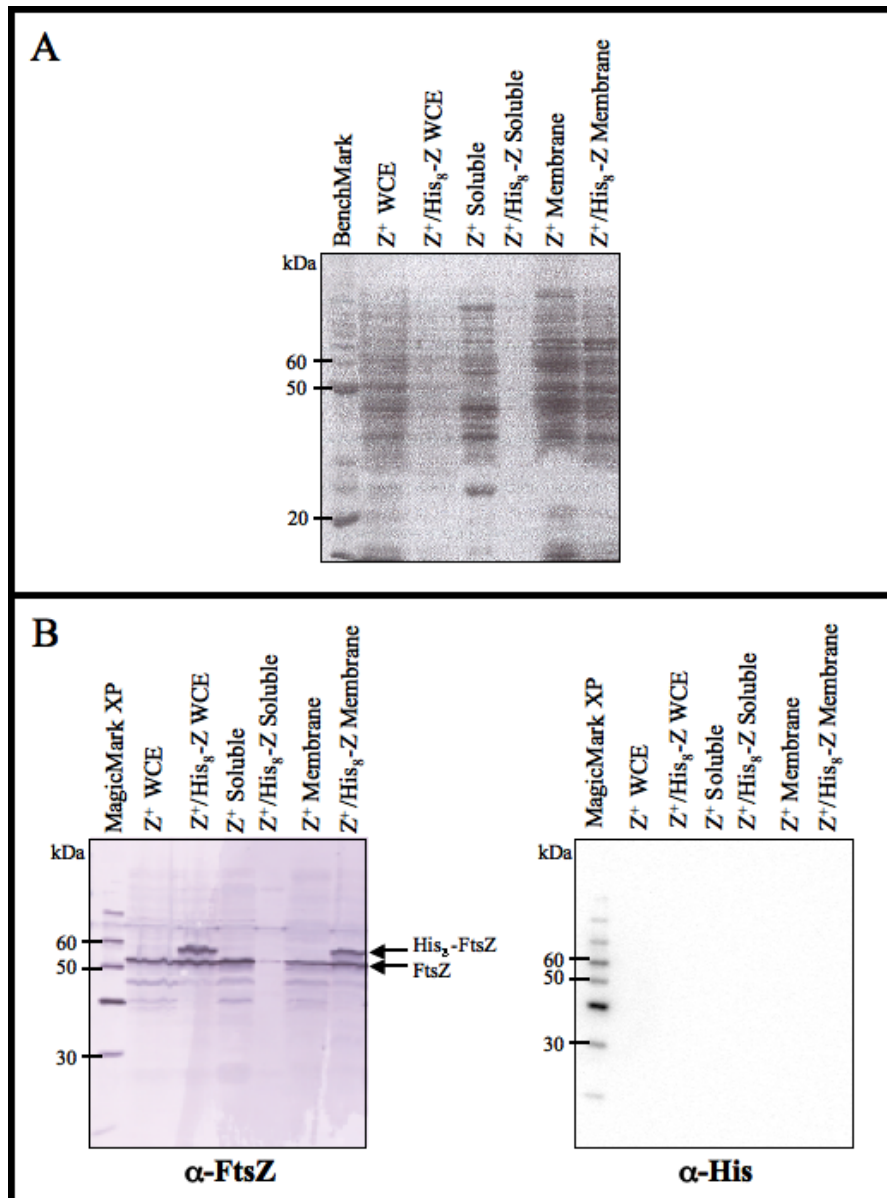 A
BenchMark
Z⁺ WCE
Z⁺/His₈-Z WCE
Z⁺ Soluble
Z⁺/His₈-Z Soluble
Z⁺ Membrane
Z⁺/His₈-Z Membrane
kDa
60
50
20
B
MagicMark XP
Z⁺ WCE
Z⁺/His₈-Z WCE
Z⁺ Soluble
Z⁺/His₈-Z Soluble
Z⁺ Membrane
Z⁺/His₈-Z Membrane
kDa
60
50
30
His₈-FtsZ
FtsZ
α-FtsZ
MagicMark XP
Z⁺ WCE
Z⁺/His₈-Z WCE
Z⁺ Soluble
Z⁺/His₈-Z Soluble
Z⁺ Membrane
Z⁺/His₈-Z Membrane
kDa
60
50
30
α-His